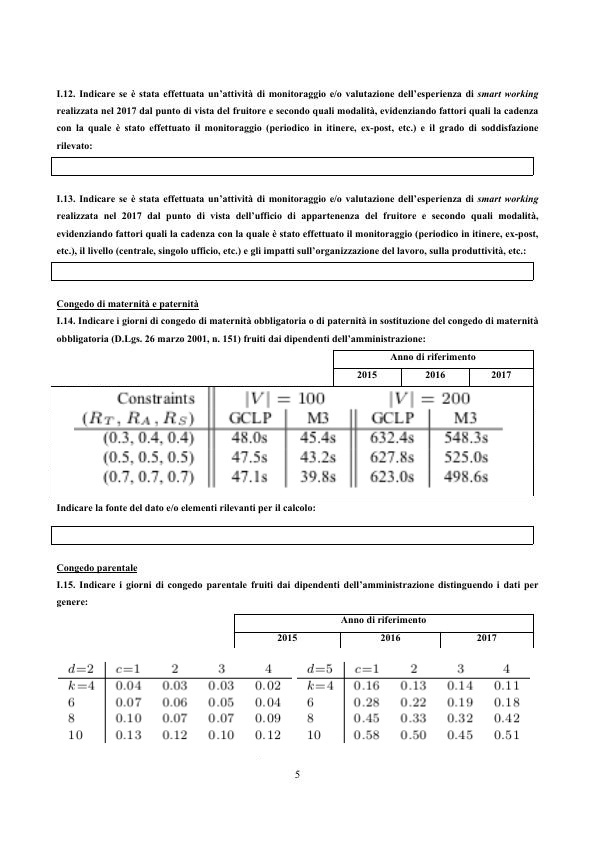 I.12. Indicare se è stata effettuata un'attività di monitoraggio e/o valutazione dell'esperienza di smart working
realizzata nel 2017 dal punto di vista del fruitore e secondo quali modalità, evidenziando fattori quali la cadenza
con la quale è stato effettuato il monitoraggio (periodico in itinere, ex-post, etc.) e il grado di soddisfazione
rilevato:
I.13. Indicare se è stata effettuata un'attività di monitoraggio e/o valutazione dell'esperienza di smart working
realizzata nel 2017 dal punto di vista dell'ufficio di appartenenza del fruitore e secondo quali modalità,
evidenziando fattori quali la cadenza con la quale è stato effettuato il monitoraggio (periodico in itinere, ex-post,
etc.), il livello (centrale, singolo ufficio, etc.) e gli impatti sull'organizzazione del lavoro, sulla produttività, etc.:
Congedo di maternità e paternità
I.14. Indicare i giorni di congedo di maternità obbligatoria o di paternità in sostituzione del congedo di maternità
obbligatoria (D.Lgs. 26 marzo 2001, n. 151) fruiti dai dipendenti dell'amministrazione:
Anno di riferimento
2015 2016 2017
Constraints |V| = 100 |V| = 200
(R_T, R_A, R_S) GCLP M3 GCLP M3
(0.3, 0.4, 0.4) 48.0s 45.4s 632.4s 548.3s
(0.5, 0.5, 0.5) 47.5s 43.2s 627.8s 525.0s
(0.7, 0.7, 0.7) 47.1s 39.8s 623.0s 498.6s
Indicare la fonte del dato e/o elementi rilevanti per il calcolo:
Congedo parentale
I.15. Indicare i giorni di congedo parentale fruiti dai dipendenti dell'amministrazione distinguendo i dati per
genere:
Anno di riferimento
2015 2016 2017
d=2 c=1 2 3 4 d=5 c=1 2 3 4
k=4 0.04 0.03 0.03 0.02 k=4 0.16 0.13 0.14 0.11
6 0.07 0.06 0.05 0.04 6 0.28 0.22 0.19 0.18
8 0.10 0.07 0.07 0.09 8 0.45 0.33 0.32 0.42
10 0.13 0.12 0.10 0.12 10 0.58 0.50 0.45 0.51
5